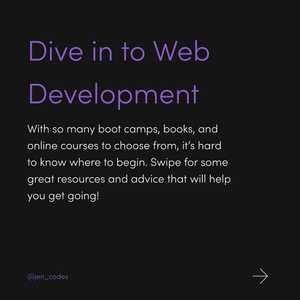 Dive in to Web
Development
With so many boot camps, books, and
online courses to choose from, it's hard
to know where to begin. Swipe for some
great resources and advice that will help
you get going!
@jen_codes